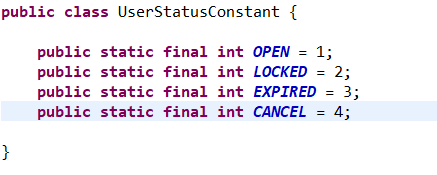 public class UserStatusConstant {
public static final int OPEN = 1;
public static final int LOCKED = 2;
public static final int EXPIRED = 3;
public static final int CANCEL = 4;
}